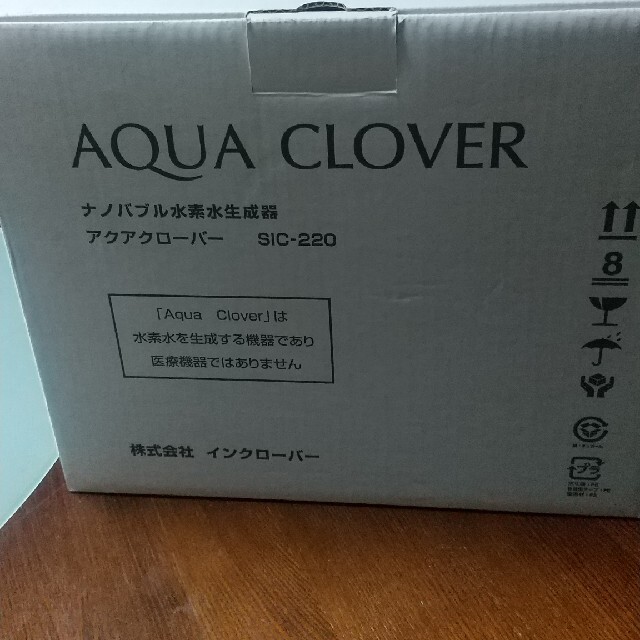 AQUA CLOVER
ナノバブル水素水生成器
アクアクローバー SIC-220
「Aqua Clover」は
水素水を生成する機器であり
医療機器ではありません
株式会社 インクローバー
8
プラ